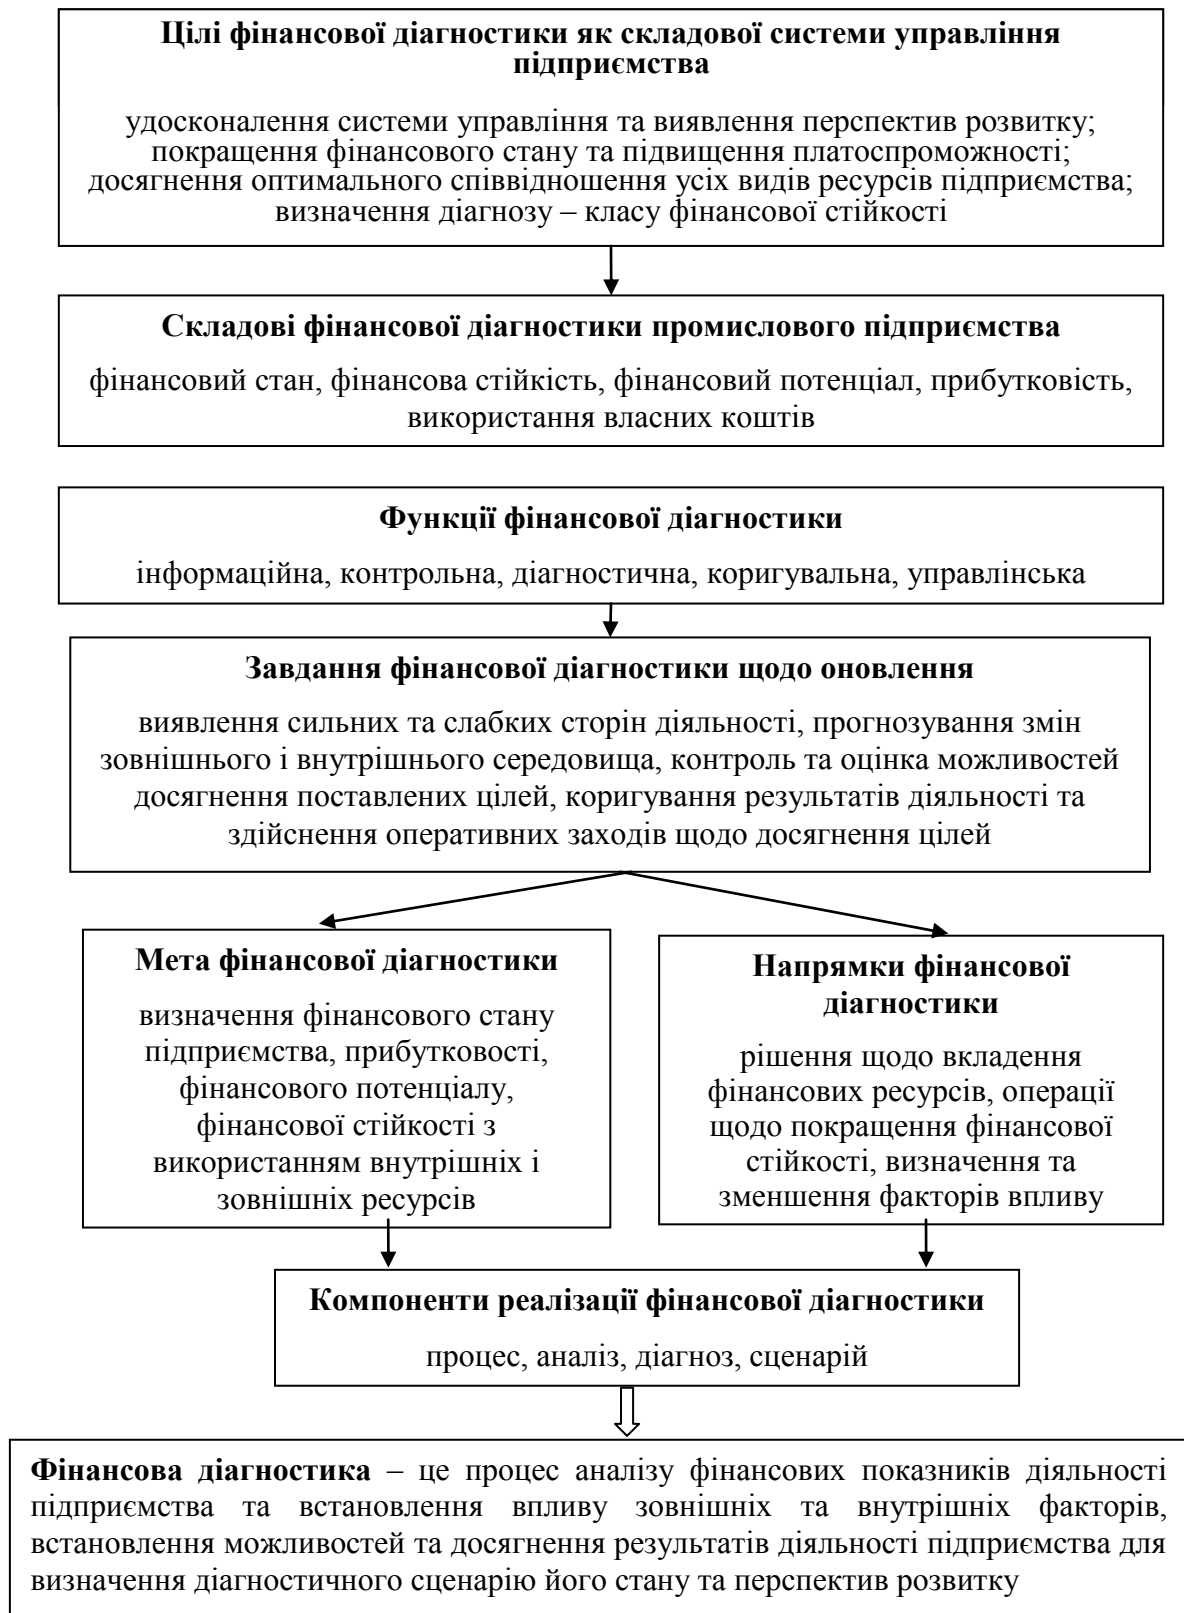 Цілі фінансової діагностики як складової системи управління
підприємства
удосконалення системи управління та виявлення перспектив розвитку;
покращення фінансового стану та підвищення платоспроможності;
досягнення оптимального співвідношення усіх видів ресурсів підприємства;
визначення діагнозу – класу фінансової стійкості
Складові фінансової діагностики промислового підприємства
фінансовий стан, фінансова стійкість, фінансовий потенціал, прибутковість,
використання власних коштів
Функції фінансової діагностики
інформаційна, контрольна, діагностична, коригувальна, управлінська
Завдання фінансової діагностики щодо оновлення
виявлення сильних та слабких сторін діяльності, прогнозування змін
зовнішнього і внутрішнього середовища, контроль та оцінка можливостей
досягнення поставлених цілей, коригування результатів діяльності та
здійснення оперативних заходів щодо досягнення цілей
Мета фінансової діагностики
визначення фінансового стану
підприємства, прибутковості,
фінансового потенціалу,
фінансової стійкості з
використанням внутрішніх і
зовнішніх ресурсів
Напрямки фінансової
діагностики
рішення щодо вкладення
фінансових ресурсів, операції
щодо покращення фінансової
стійкості, визначення та
зменшення факторів впливу
Компоненти реалізації фінансової діагностики
процес, аналіз, діагноз, сценарій
Фінансова діагностика – це процес аналізу фінансових показників діяльності
підприємства та встановлення впливу зовнішніх та внутрішніх факторів,
встановлення можливостей та досягнення результатів діяльності підприємства для
визначення діагностичного сценарію його стану та перспектив розвитку